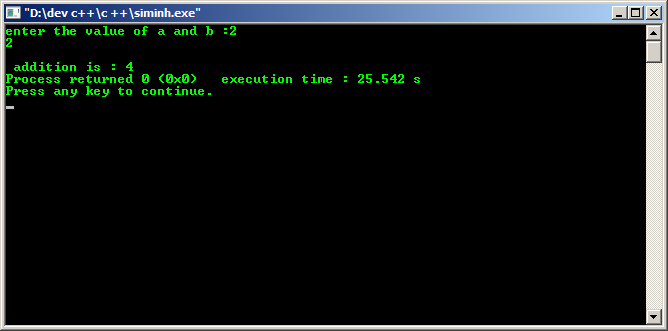 "D:\dev c++\c ++\siminh.exe"
enter the value of a and b :2
2
addition is : 4
Process returned 0 (0x0)   execution time : 25.542 s
Press any key to continue.